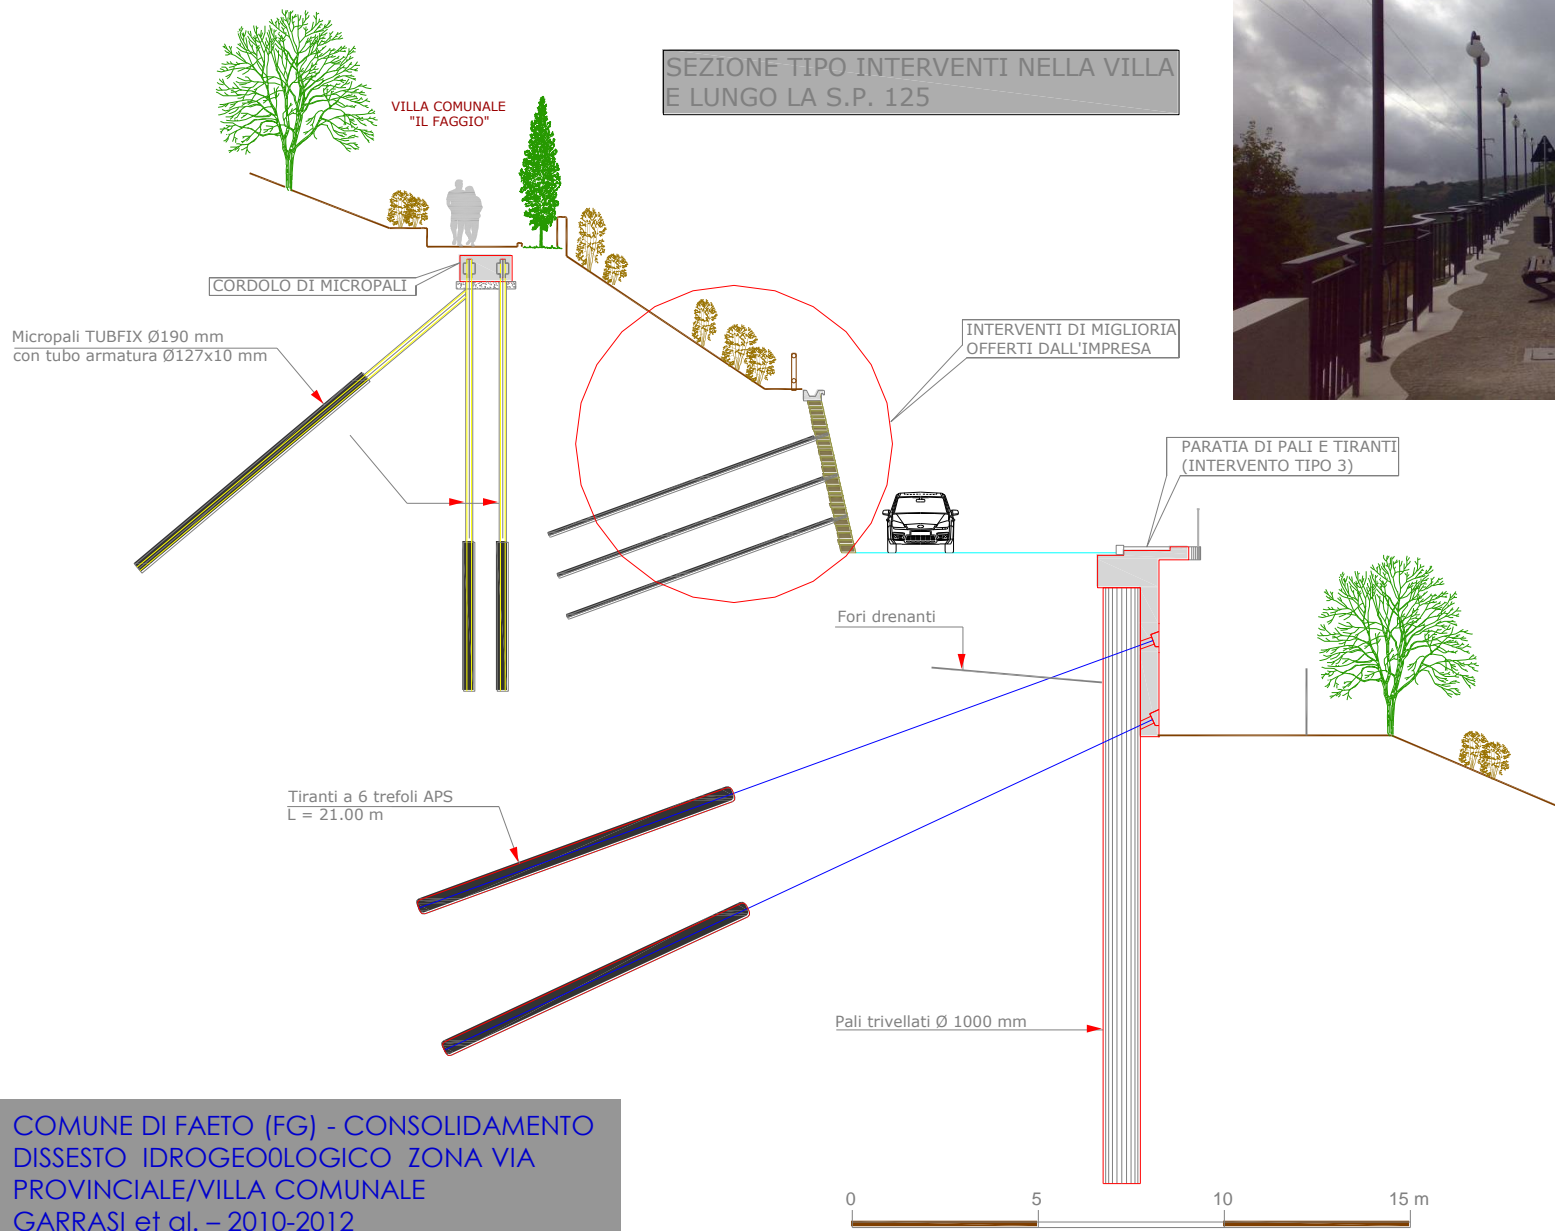 SEZIONE TIPO INTERVENTI NELLA VILLA
E LUNGO LA S.P. 125
VILLA COMUNALE
"IL FAGGIO"
CORDOLO DI MICROPALI
Micropali TUBFIX Ø190 mm
con tubo armatura Ø127x10 mm
INTERVENTI DI MIGLIORIA
OFFERTI DALL'IMPRESA
PARATIA DI PALI E TIRANTI
(INTERVENTO TIPO 3)
Fori drenanti
Tiranti a 6 trefoli APS
L = 21.00 m
Pali trivellati Ø 1000 mm
COMUNE DI FAETO (FG) - CONSOLIDAMENTO
DISSESTO IDROGEO0LOGICO ZONA VIA
PROVINCIALE/VILLA COMUNALE
GARRASI et al. – 2010-2012
0 5 10 15 m